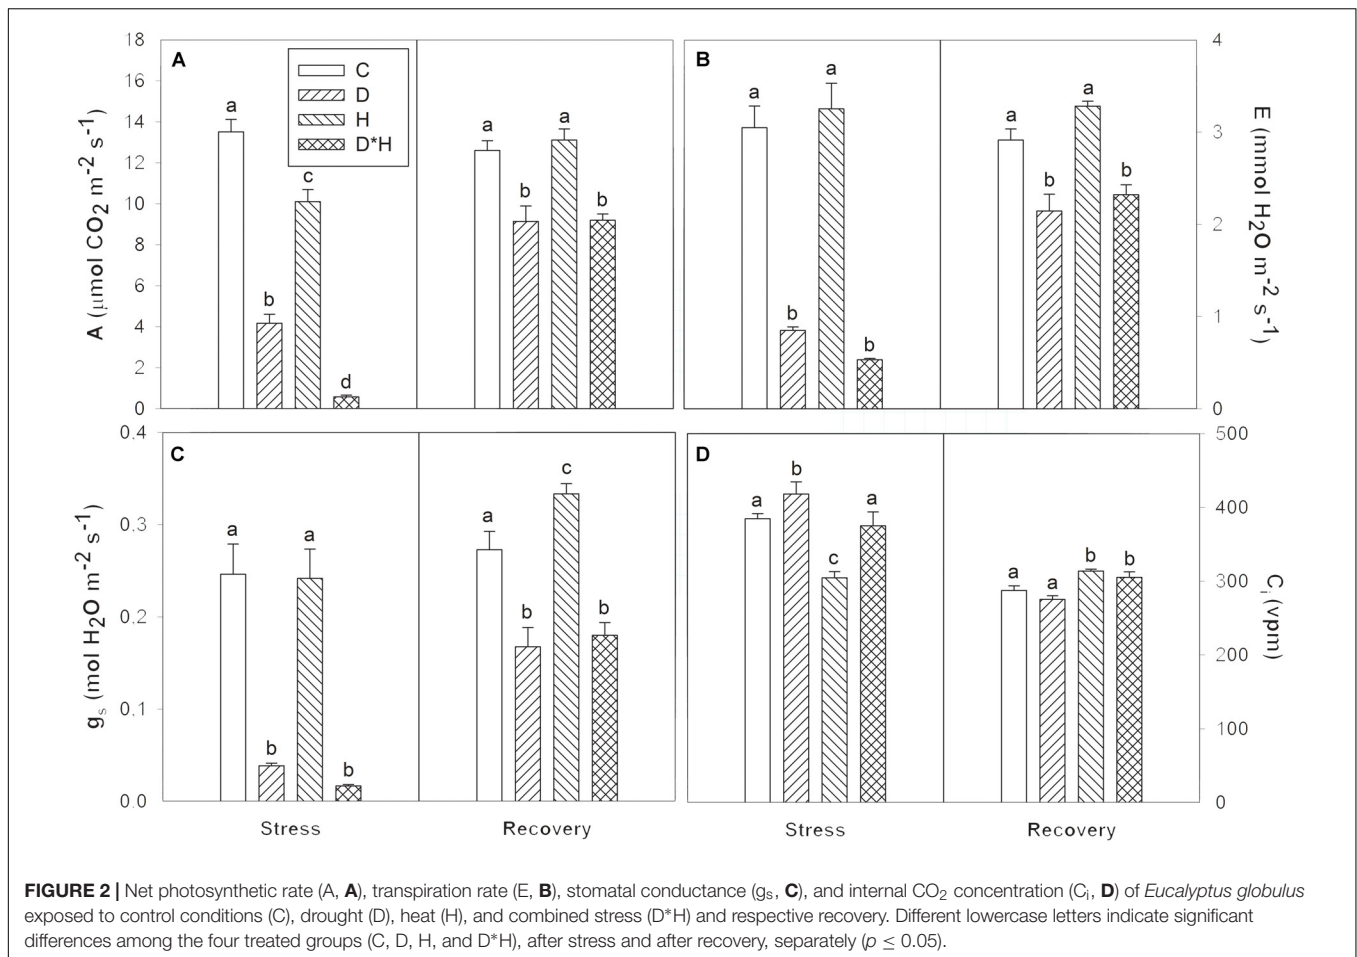 A
18
16
14
12
10
8
6
4
2
0
A (µmol CO2 m-2 s-1)
C
D
H
D*H
a
b
c
d
a
b
a
b
B
4
3
2
1
0
E (mmol H2O m-2 s-1)
a
b
a
b
a
b
a
b
C
0.4
0.3
0.2
0.1
0.0
gs (mol H2O m-2 s-1)
a
b
a
b
a
b
c
b
Stress
Recovery
D
500
400
300
200
100
0
Ci (vpm)
a
b
c
a
a
a
b
b
Stress
Recovery
FIGURE 2 | Net photosynthetic rate (A, A), transpiration rate (E, B), stomatal conductance (gs, C), and internal CO2 concentration (Ci, D) of Eucalyptus globulus
exposed to control conditions (C), drought (D), heat (H), and combined stress (D*H) and respective recovery. Different lowercase letters indicate significant
differences among the four treated groups (C, D, H, and D*H), after stress and after recovery, separately (p ≤ 0.05).